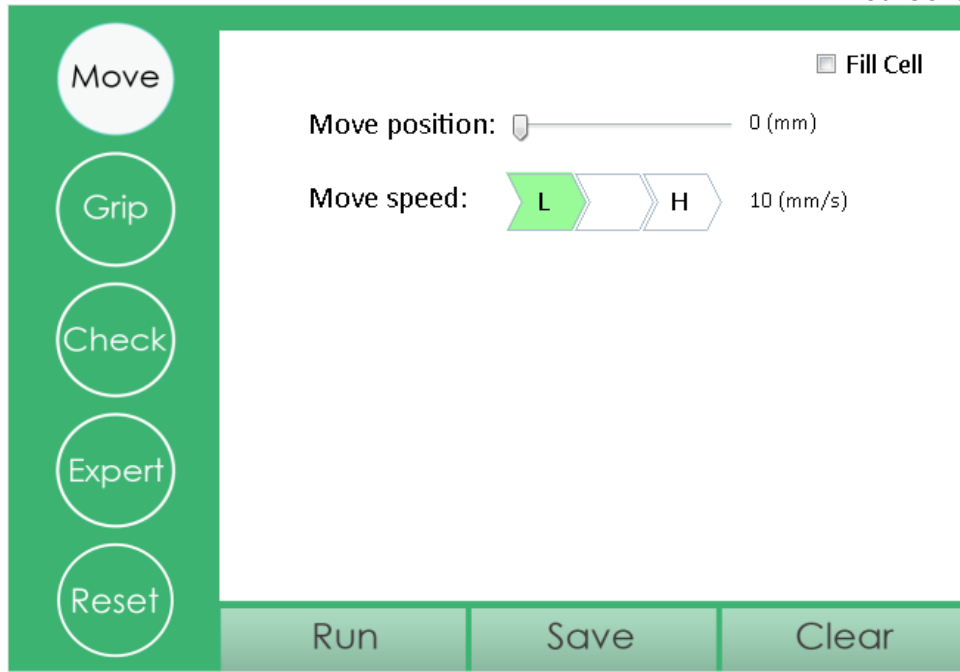 Move
Fill Cell
Move position: 0 (mm)
Move speed: L H 10 (mm/s)
Grip
Check
Expert
Reset
Run Save Clear